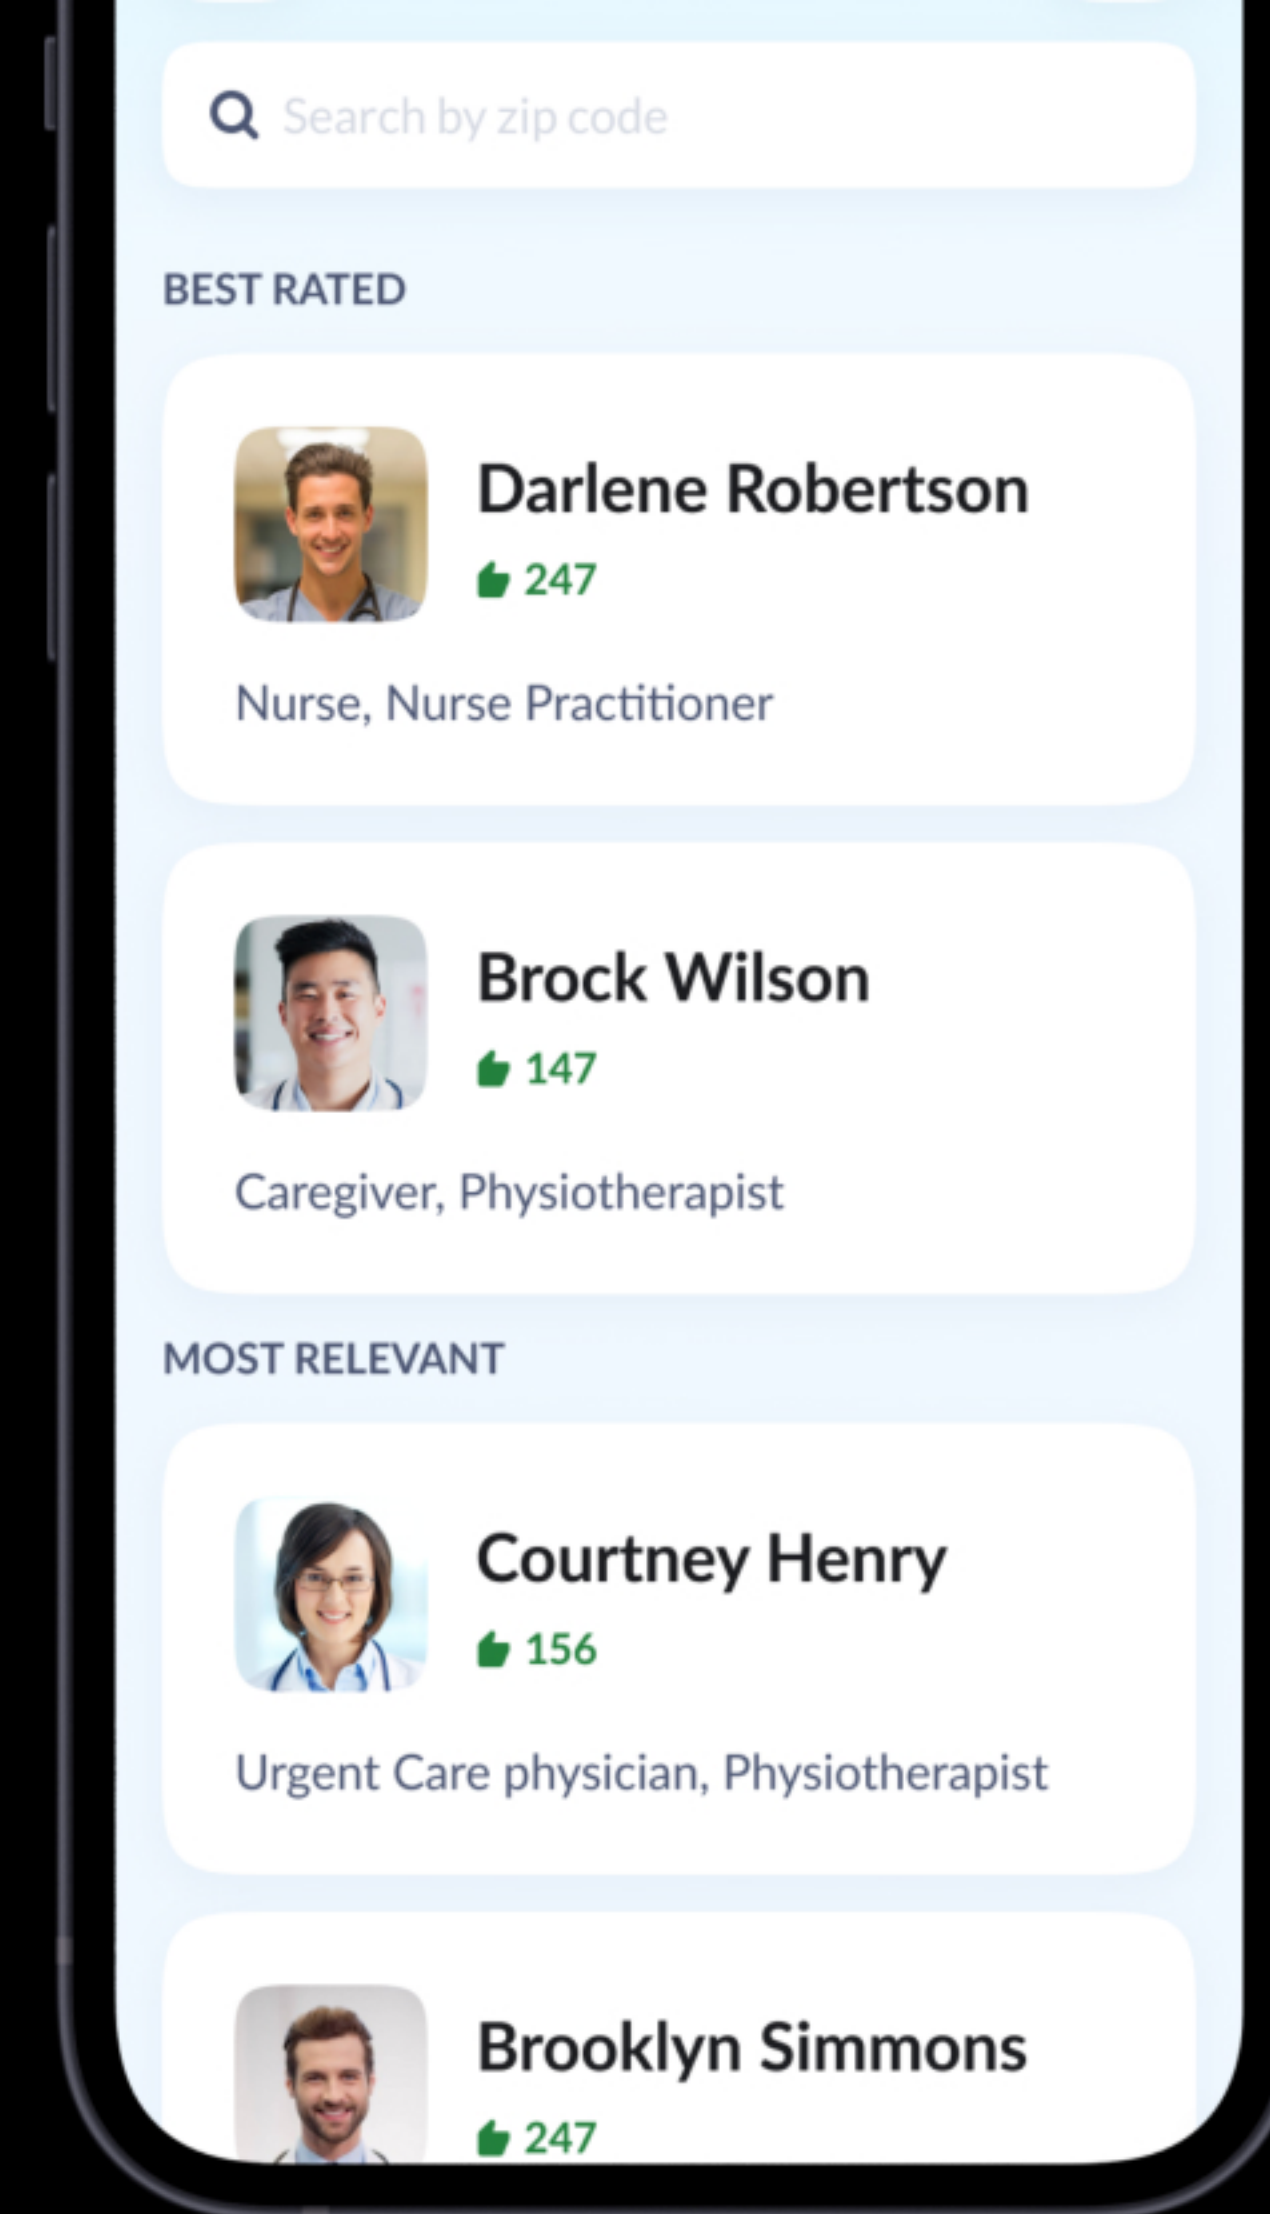 Search by zip code
BEST RATED
Darlene Robertson
247
Nurse, Nurse Practitioner
Brock Wilson
147
Caregiver, Physiotherapist
MOST RELEVANT
Courtney Henry
156
Urgent Care physician, Physiotherapist
Brooklyn Simmons
247